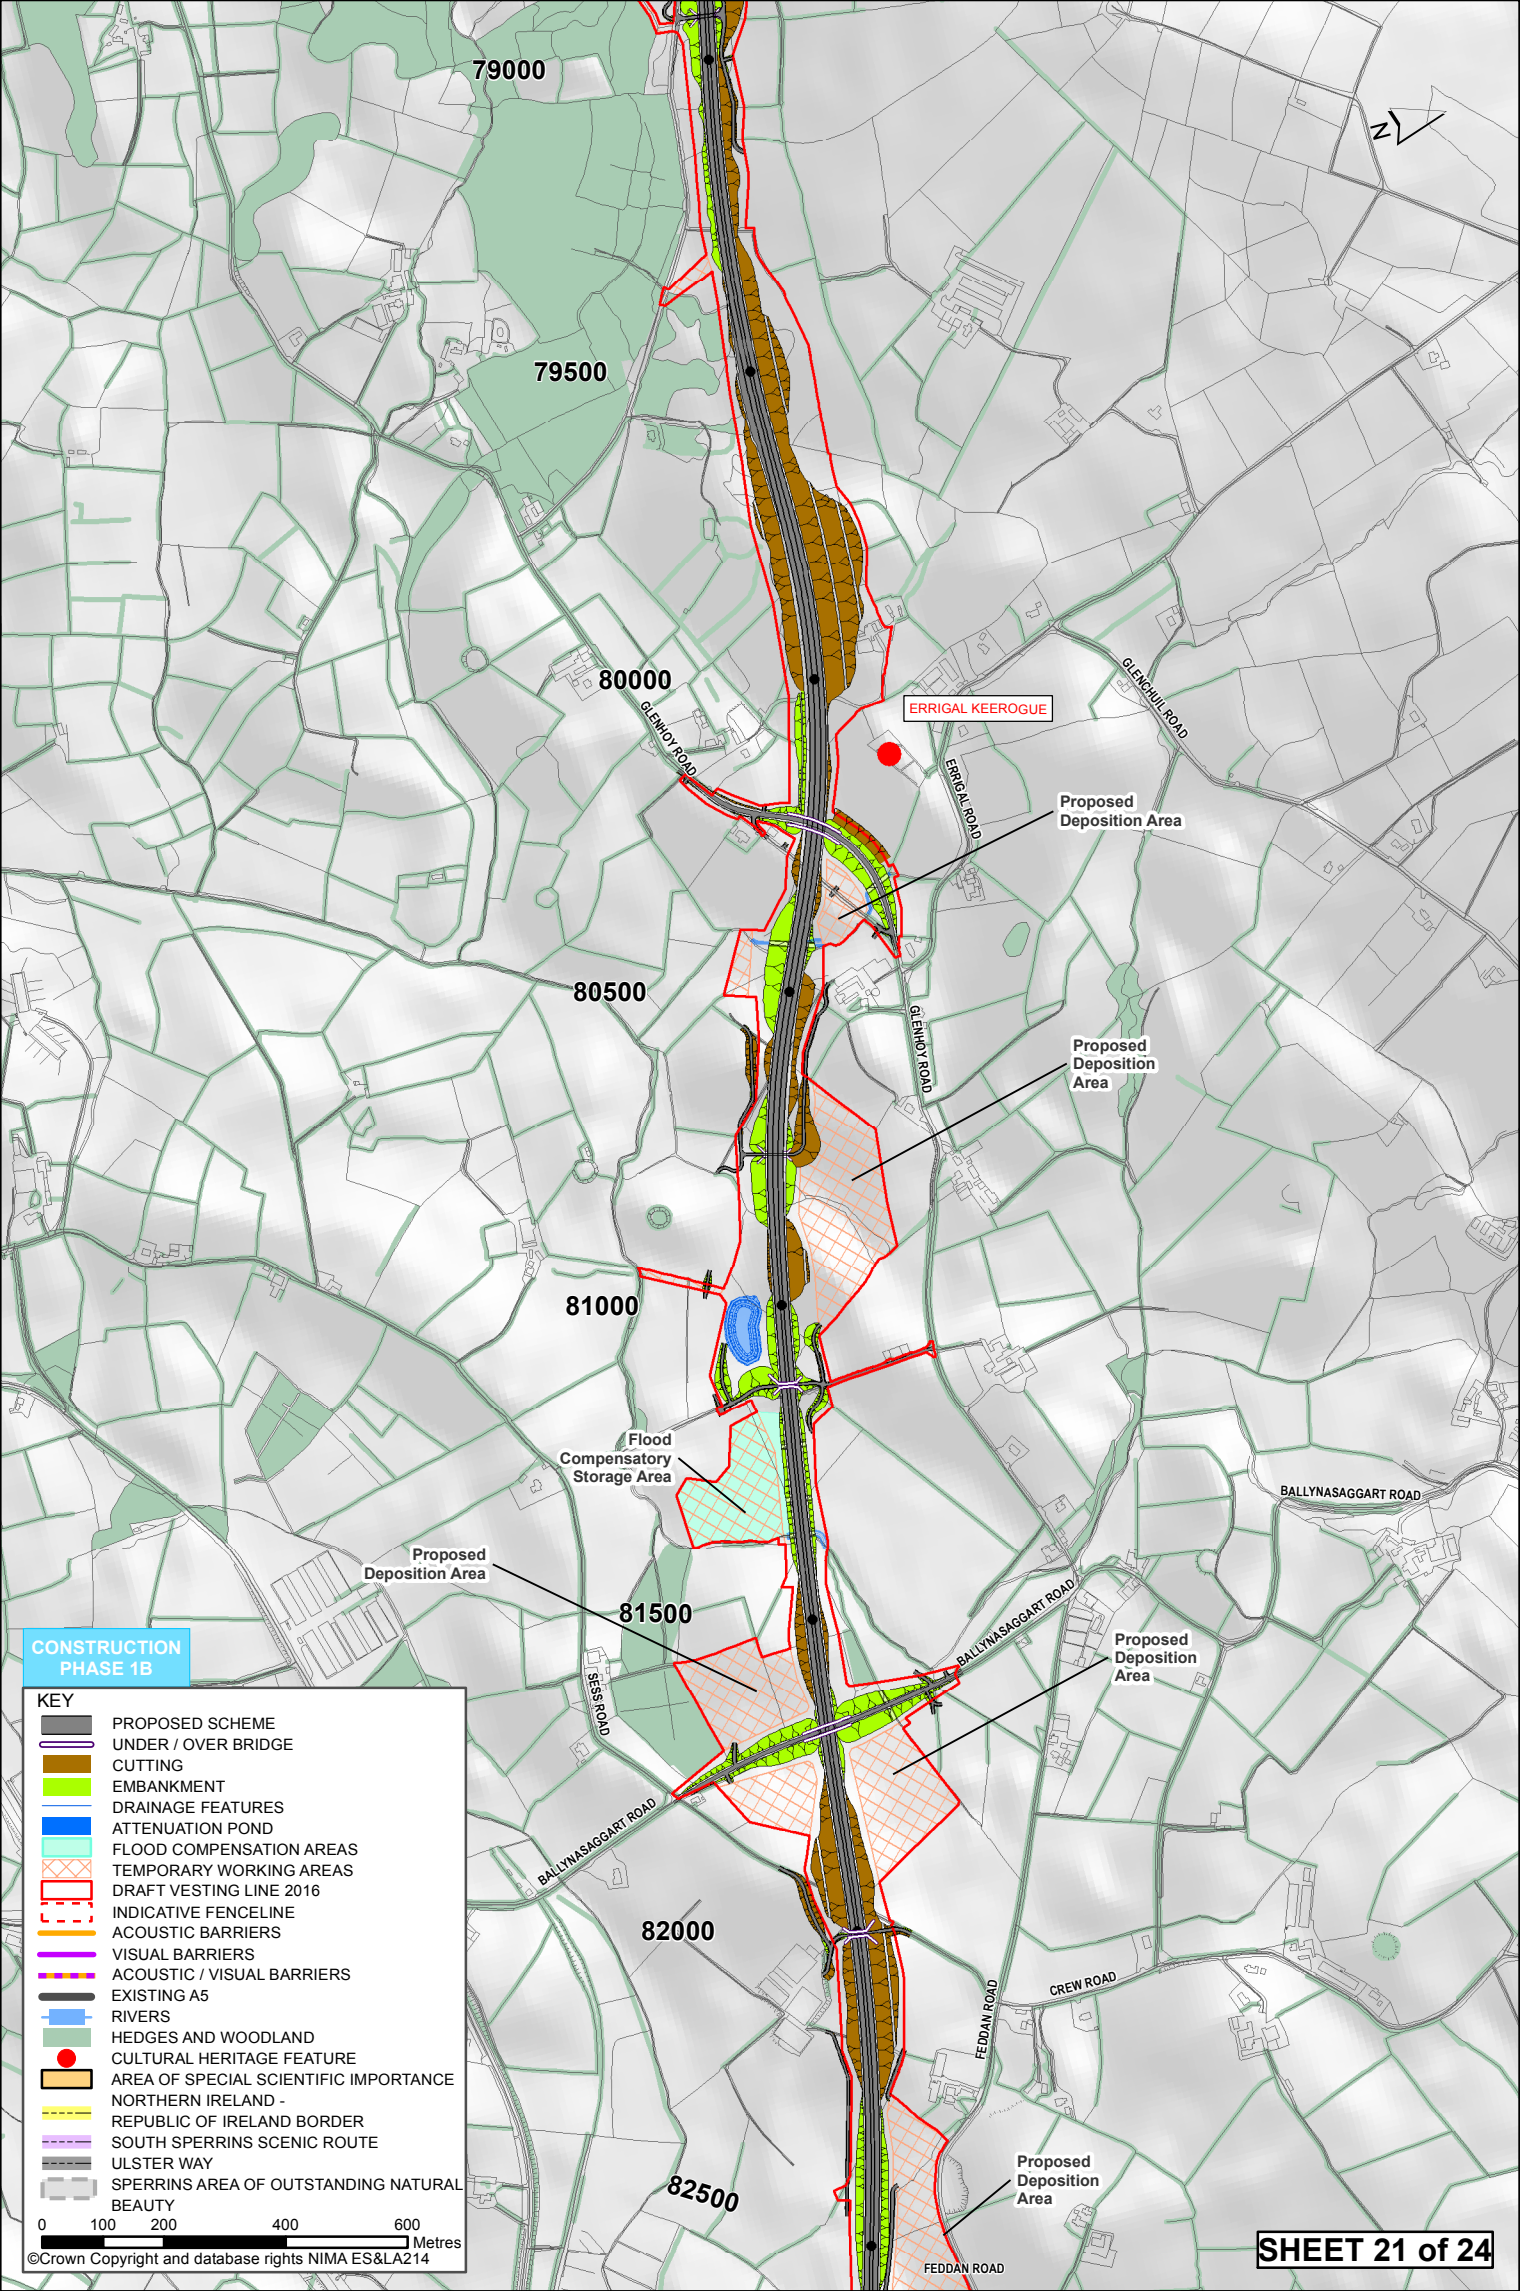 79000
N
79500
80000
GLENHOY ROAD
GLENCHUIL ROAD
ERRIGAL KEEROGUE
ERRIGAL ROAD
Proposed
Deposition Area
80500
GLENHOY ROAD
Proposed
Deposition
Area
81000
Flood
Compensatory
Storage Area
BALLYNASAGGART ROAD
Proposed
Deposition Area
81500
BALLYNASAGGART ROAD
Proposed
Deposition
Area
SESS ROAD
BALLYNASAGGART ROAD
82000
CREW ROAD
FEDDAN ROAD
82500
Proposed
Deposition
Area
FEDDAN ROAD
CONSTRUCTION
PHASE 1B
KEY
PROPOSED SCHEME
UNDER / OVER BRIDGE
CUTTING
EMBANKMENT
DRAINAGE FEATURES
ATTENUATION POND
FLOOD COMPENSATION AREAS
TEMPORARY WORKING AREAS
DRAFT VESTING LINE 2016
INDICATIVE FENCELINE
ACOUSTIC BARRIERS
VISUAL BARRIERS
ACOUSTIC / VISUAL BARRIERS
EXISTING A5
RIVERS
HEDGES AND WOODLAND
CULTURAL HERITAGE FEATURE
AREA OF SPECIAL SCIENTIFIC IMPORTANCE
NORTHERN IRELAND -
REPUBLIC OF IRELAND BORDER
SOUTH SPERRINS SCENIC ROUTE
ULSTER WAY
SPERRINS AREA OF OUTSTANDING NATURAL
BEAUTY
0 100 200 400 600
Metres
©Crown Copyright and database rights NIMA ES&LA214
SHEET 21 of 24